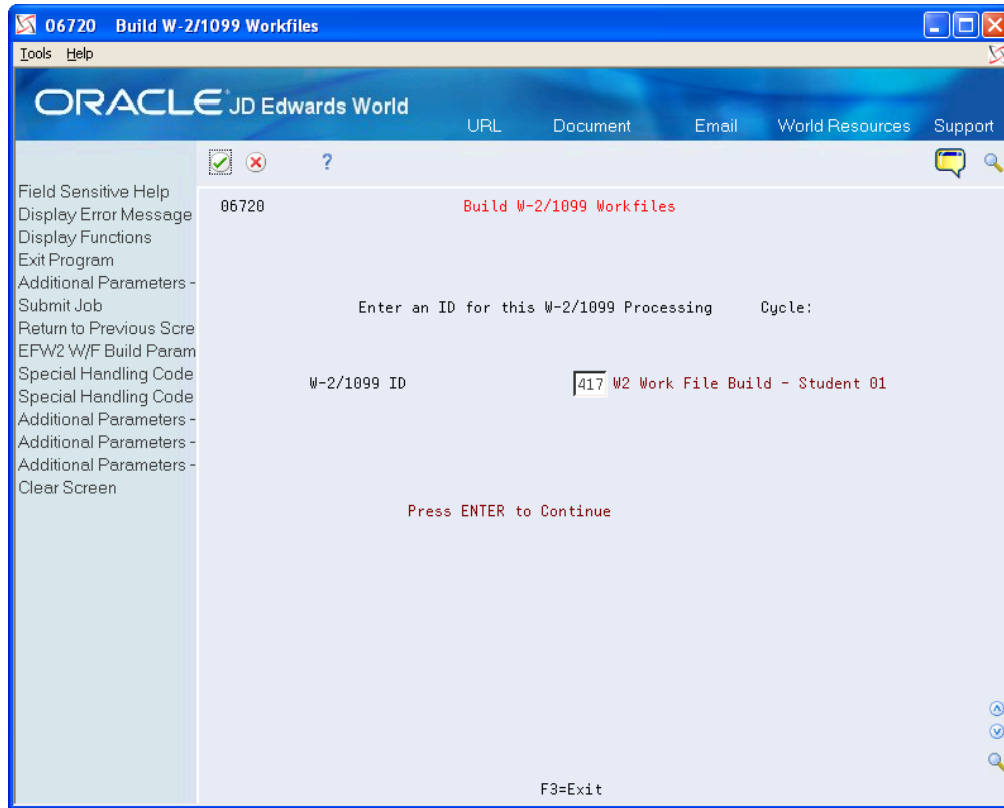 06720 Build W-2/1099 Workfiles
Tools Help
ORACLE JD Edwards World
URL Document Email World Resources Support
?
Field Sensitive Help
Display Error Message
Display Functions
Exit Program
Additional Parameters -
Submit Job
Return to Previous Scre
EFW2 W/F Build Param
Special Handling Code
Special Handling Code
Additional Parameters -
Additional Parameters -
Additional Parameters -
Clear Screen
06720 Build W-2/1099 Workfiles
Enter an ID for this W-2/1099 Processing Cycle:
W-2/1099 ID 417 W2 Work File Build - Student 01
Press ENTER to Continue
F3=Exit